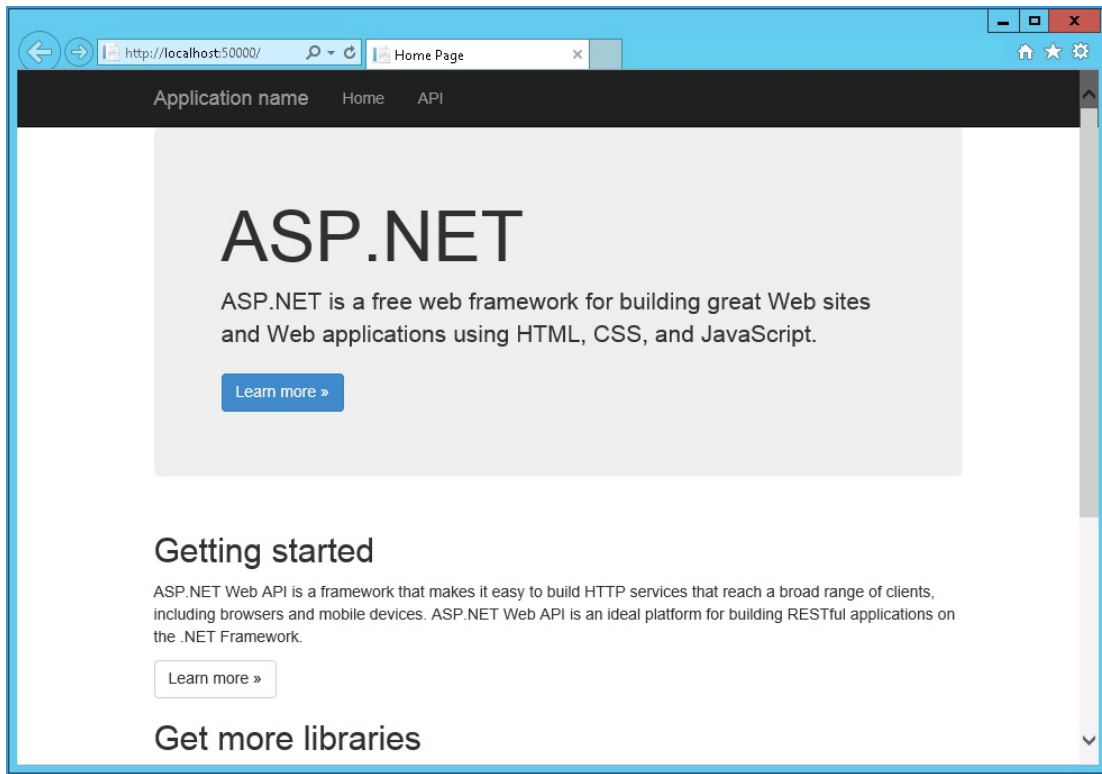 http://localhost:50000/
Home Page
Application name Home API
ASP.NET
ASP.NET is a free web framework for building great Web sites
and Web applications using HTML, CSS, and JavaScript.
Learn more »
Getting started
ASP.NET Web API is a framework that makes it easy to build HTTP services that reach a broad range of clients,
including browsers and mobile devices. ASP.NET Web API is an ideal platform for building RESTful applications on
the .NET Framework.
Learn more »
Get more libraries